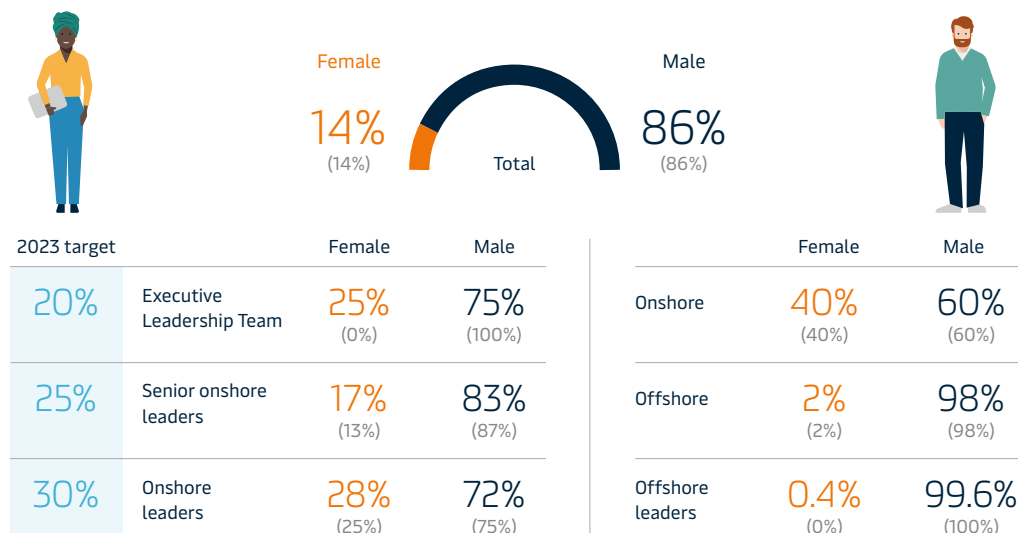 Female
Male
14%
86%
(14%)
Total
(86%)
2023 target
Female
Male
20%
Executive
Leadership Team
25%
75%
(0%)
(100%)
25%
Senior onshore
leaders
17%
83%
(13%)
(87%)
30%
Onshore
leaders
28%
72%
(25%)
(75%)
Female
Male
Onshore
40%
60%
(40%)
(60%)
Offshore
2%
98%
(2%)
(98%)
Offshore
leaders
0.4%
99.6%
(0%)
(100%)